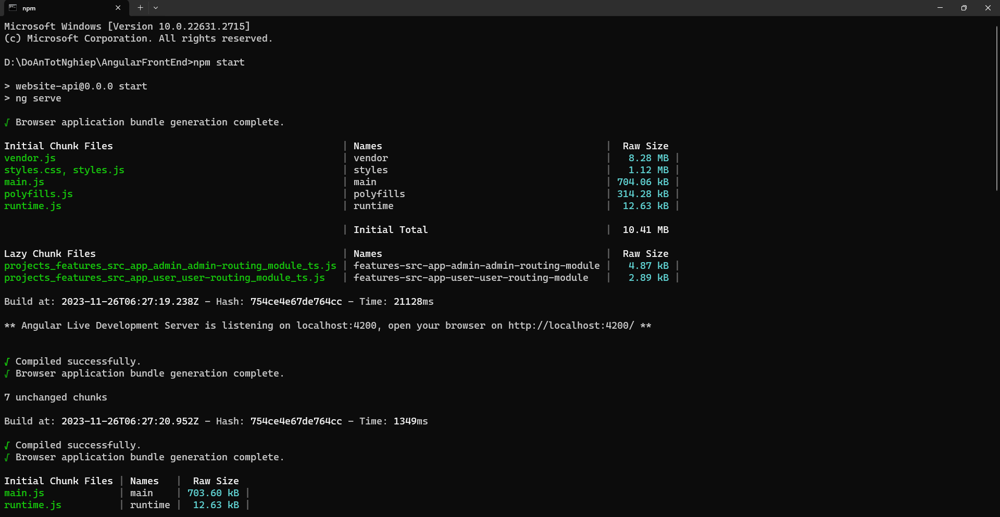 npm
Microsoft Windows [Version 10.0.22631.2715]
(c) Microsoft Corporation. All rights reserved.
D:\DoAnTotNghiep\AngularFrontEnd>npm start
> website-api@0.0.0 start
> ng serve
√ Browser application bundle generation complete.
Initial Chunk Files | Names | Raw Size
vendor.js | vendor | 8.28 MB |
styles.css, styles.js | styles | 1.12 MB |
main.js | main | 704.06 kB |
polyfills.js | polyfills | 314.28 kB |
runtime.js | runtime | 12.63 kB |
| Initial Total | 10.41 MB
Lazy Chunk Files | Names | Raw Size
projects_features_src_app_admin_admin-routing_module_ts.js | features-src-app-admin-admin-routing-module | 4.87 kB |
projects_features_src_app_user_user-routing_module_ts.js | features-src-app-user-user-routing-module | 2.89 kB |
Build at: 2023-11-26T06:27:19.238Z - Hash: 754ce4e67de764cc - Time: 21128ms
** Angular Live Development Server is listening on localhost:4200, open your browser on http://localhost:4200/ **
√ Compiled successfully.
√ Browser application bundle generation complete.
7 unchanged chunks
Build at: 2023-11-26T06:27:20.952Z - Hash: 754ce4e67de764cc - Time: 1349ms
√ Compiled successfully.
√ Browser application bundle generation complete.
Initial Chunk Files | Names | Raw Size
main.js | main | 703.60 kB |
runtime.js | runtime | 12.63 kB |